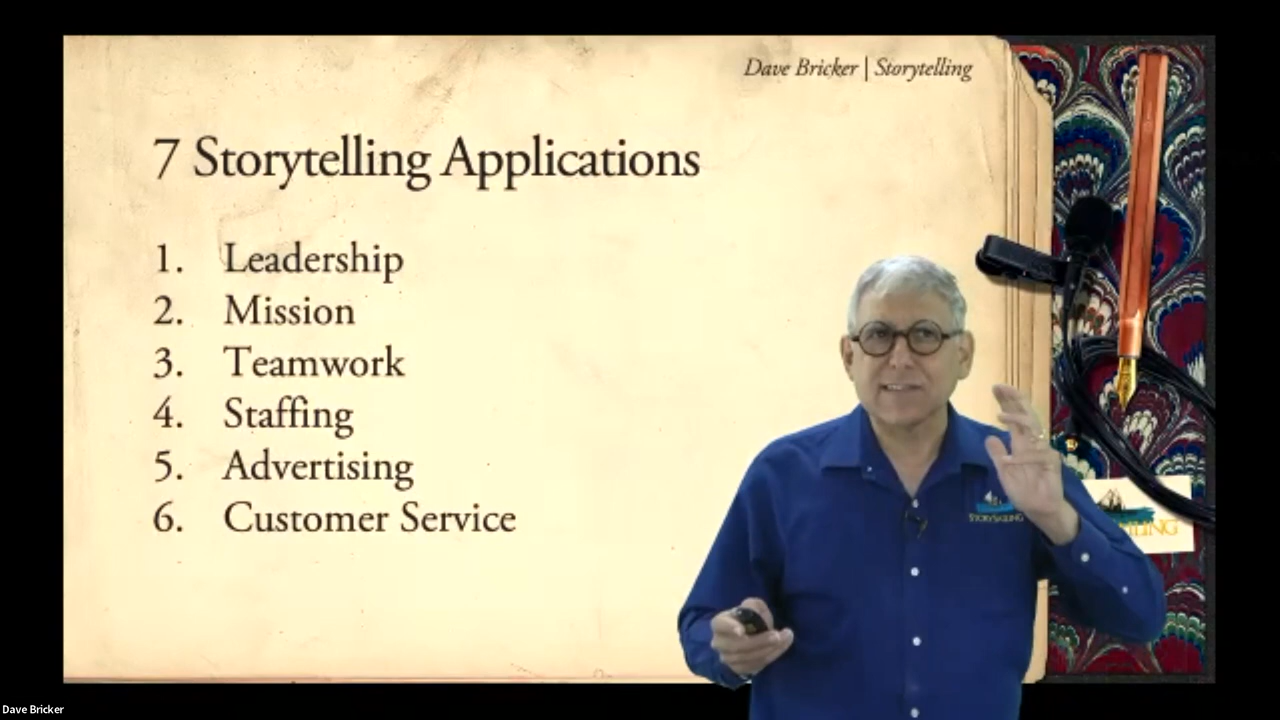 Dave Bricker | Storytelling
7 Storytelling Applications
1. Leadership
2. Mission
3. Teamwork
4. Staffing
5. Advertising
6. Customer Service
STORYSAILING
Dave Bricker